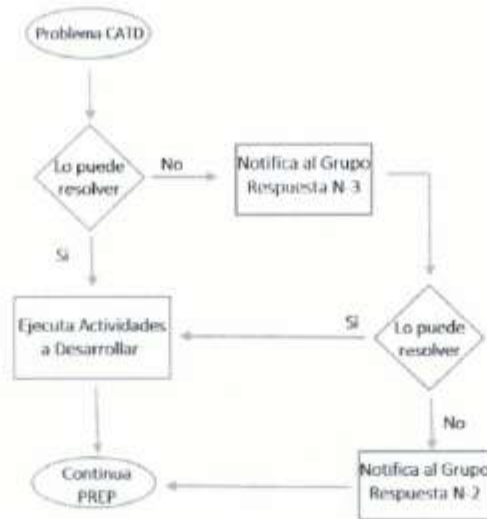 Problema CATD
Lo puede
resolver
No
Notifica al Grupo
Respuesta N-3
Si
Ejecuta Actividades
a Desarrollar
Si
Lo puede
resolver
No
Continua
PREP
Notifica al Grupo
Respuesta N-2